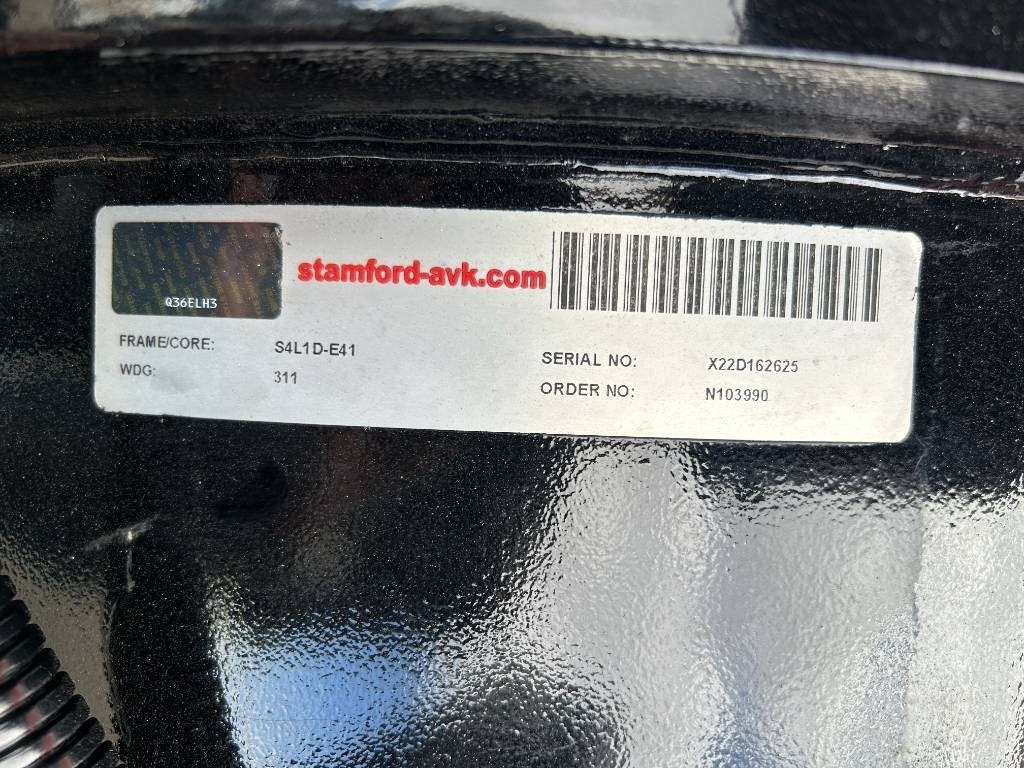 stamford-avk.com
Q36ELH3
FRAME/CORE: S4L1D-E41
WDG: 311
SERIAL NO: X22D162625
ORDER NO: N103990